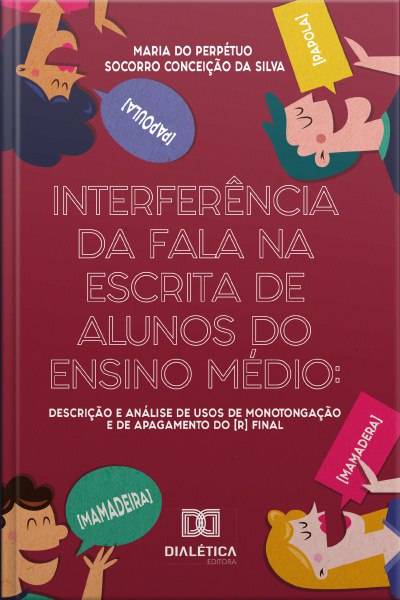 MARIA DO PERPÉTUO
SOCORRO CONCEIÇÃO DA SILVA
[PAPOLA]
[PAPOULA]
INTERFERÊNCIA
DA FALA NA
ESCRITA DE
ALUNOS DO
ENSINO MÉDIO:
DESCRIÇÃO E ANÁLISE DE USOS DE MONOTONGAÇÃO
E DE APAGAMENTO DO [R] FINAL
[MAMADERA]
[MAMADEIRA]
DIALÉTICA
EDITORA